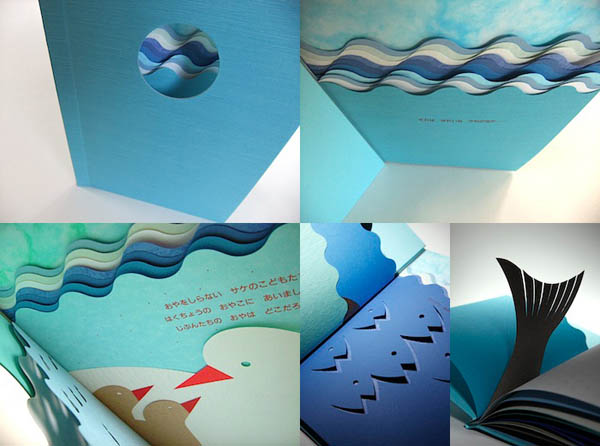 おやをしらない サケのこどもた
はくちょうの おやこに あいまし
じぶんたちの おやは どこだろ